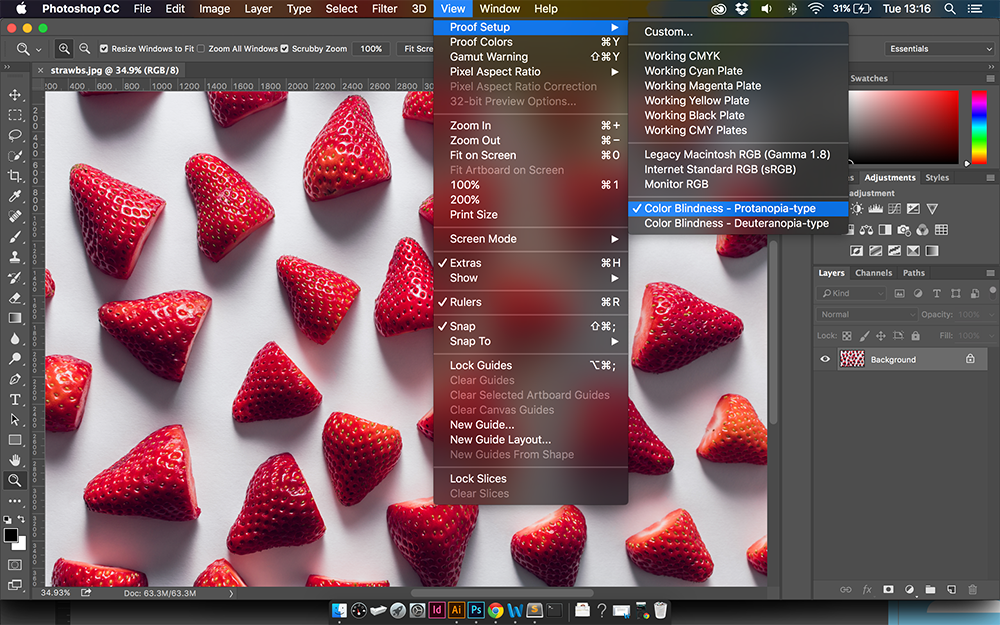 Photoshop CC File Edit Image Layer Type Select Filter 3D View Window Help 31% Tue 13:16
Resize Windows to Fit Zoom All Windows Scrubby Zoom 100% Fit Scre Essentials
× strawbs.jpg @ 34.9% (RGB/8)
Proof Setup
Proof Colors ⌘Y
Gamut Warning ⇧⌘Y
Pixel Aspect Ratio
Pixel Aspect Ratio Correction
32-bit Preview Options...
Zoom In ⌘+
Zoom Out ⌘−
Fit on Screen ⌘0
Fit Artboard on Screen
100% ⌘1
200%
Print Size
Screen Mode
✓ Extras ⌘H
Show
✓ Rulers ⌘R
✓ Snap ⇧⌘;
Snap To
Lock Guides ⌥⌘;
Clear Guides
Clear Selected Artboard Guides
Clear Canvas Guides
New Guide...
New Guide Layout...
New Guides From Shape
Lock Slices
Clear Slices
Custom...
Working CMYK
Working Cyan Plate
Working Magenta Plate
Working Yellow Plate
Working Black Plate
Working CMY Plates
Legacy Macintosh RGB (Gamma 1.8)
Internet Standard RGB (sRGB)
Monitor RGB
✓ Color Blindness - Protanopia-type
Color Blindness - Deuteranopia-type
Swatches
Adjustments Styles
adjustment
Layers Channels Paths
Kind
Normal Opacity: 100%
Lock: Fill: 100%
Background
fx
34.93% Doc: 63.3M/63.3M
Id Ai Ps W S